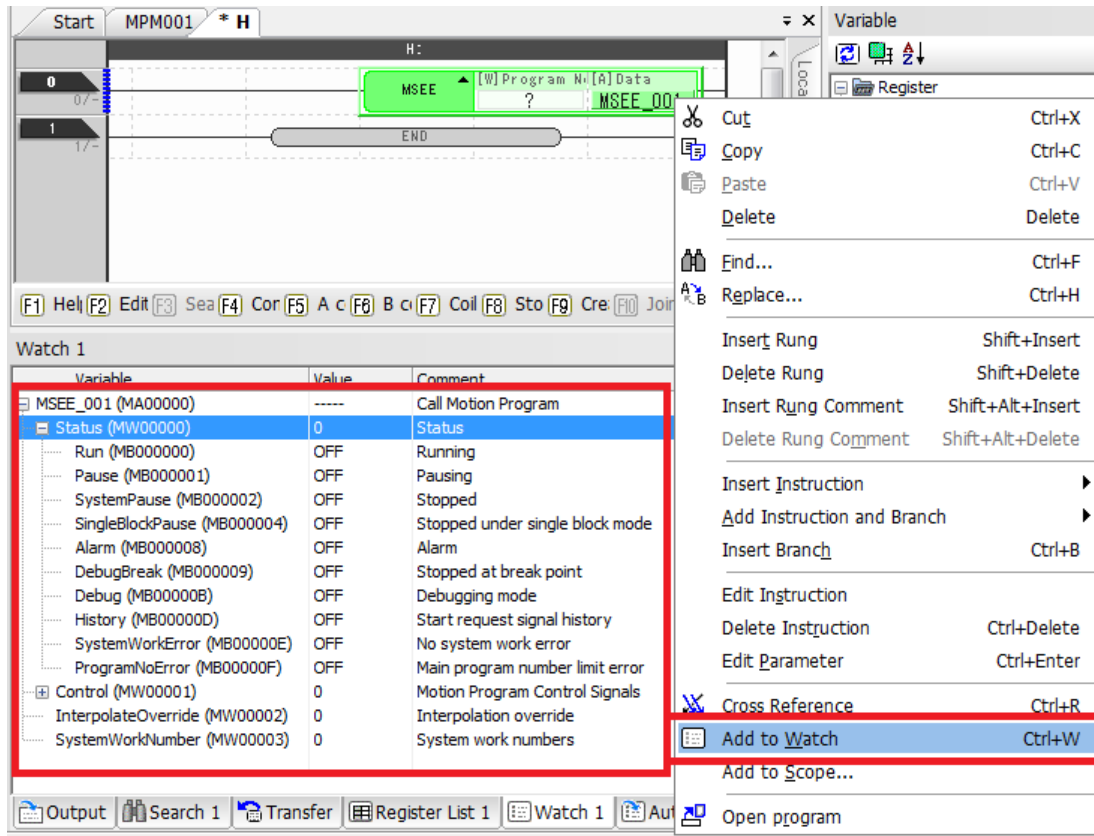 Start MPM001 * H
Variable
H:
Register
0
0/-
MSEE [W]Program N [A]Data
? MSEE_001
1
1/-
END
Cut Ctrl+X
Copy Ctrl+C
Paste Ctrl+V
Delete Delete
Find... Ctrl+F
Replace... Ctrl+H
Insert Rung Shift+Insert
Delete Rung Shift+Delete
Insert Rung Comment Shift+Alt+Insert
Delete Rung Comment Shift+Alt+Delete
Insert Instruction
Add Instruction and Branch
Insert Branch Ctrl+B
Edit Instruction
Delete Instruction Ctrl+Delete
Edit Parameter Ctrl+Enter
Cross Reference Ctrl+R
Add to Watch Ctrl+W
Add to Scope...
Open program
F1 Hel F2 Edit F3 Sea F4 Cor F5 A c F6 B c F7 Coil F8 Sto F9 Cre F10 Join
Watch 1
Variable Value Comment
MSEE_001 (MA00000) ----- Call Motion Program
Status (MW00000) 0 Status
Run (MB000000) OFF Running
Pause (MB000001) OFF Pausing
SystemPause (MB000002) OFF Stopped
SingleBlockPause (MB000004) OFF Stopped under single block mode
Alarm (MB000008) OFF Alarm
DebugBreak (MB000009) OFF Stopped at break point
Debug (MB00000B) OFF Debugging mode
History (MB00000D) OFF Start request signal history
SystemWorkError (MB00000E) OFF No system work error
ProgramNoError (MB00000F) OFF Main program number limit error
Control (MW00001) 0 Motion Program Control Signals
InterpolateOverride (MW00002) 0 Interpolation override
SystemWorkNumber (MW00003) 0 System work numbers
Output Search 1 Transfer Register List 1 Watch 1 Au